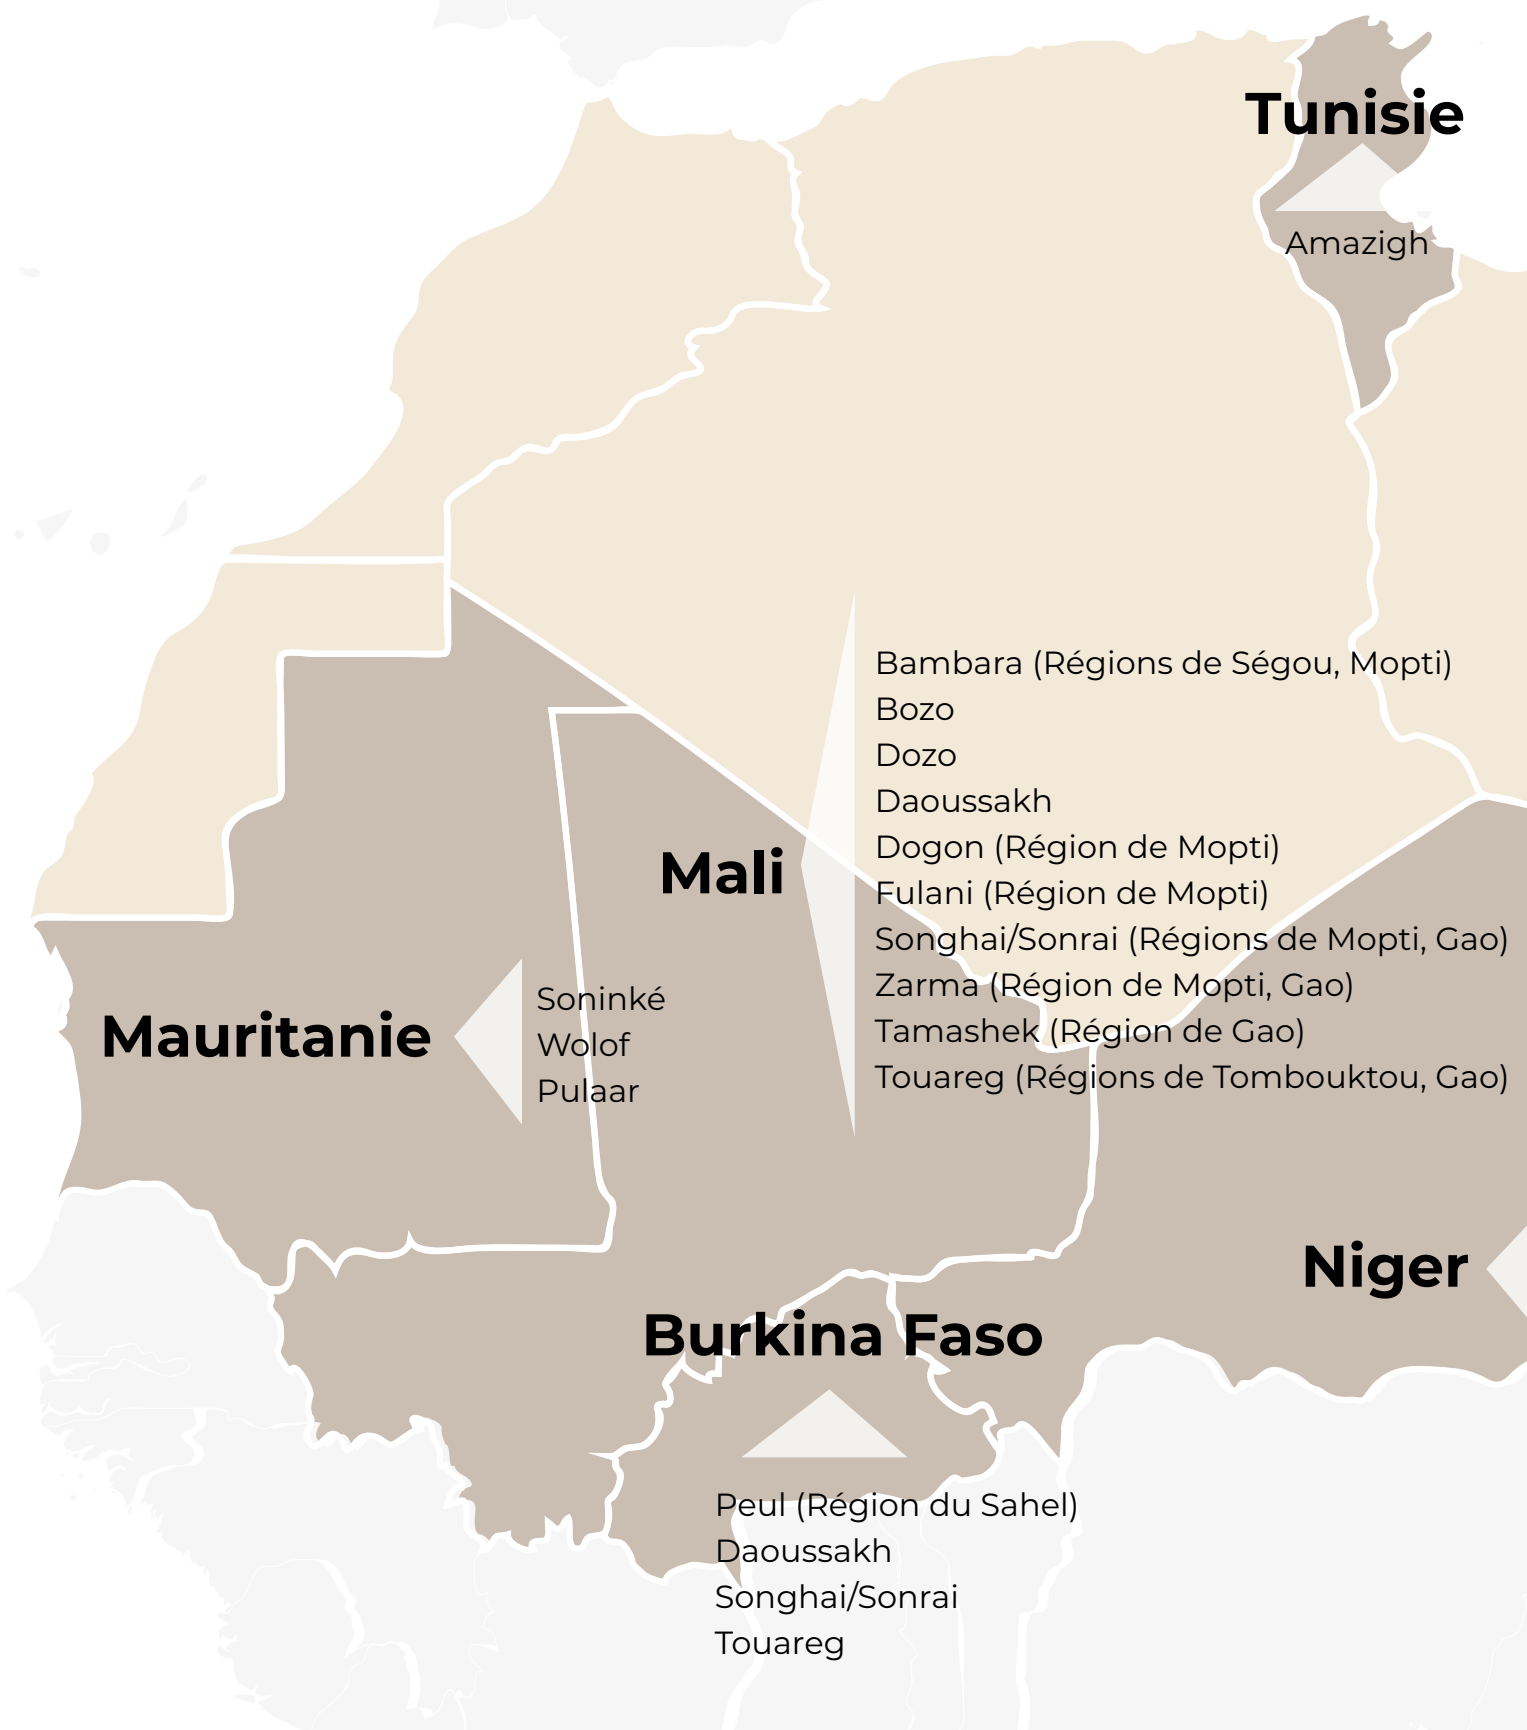 Tunisie
Amazigh
Mali
Bambara (Régions de Ségou, Mopti)
Bozo
Dozo
Daoussakh
Dogon (Région de Mopti)
Fulani (Région de Mopti)
Songhai/Sonrai (Régions de Mopti, Gao)
Zarma (Région de Mopti, Gao)
Tamashek (Région de Gao)
Touareg (Régions de Tombouktou, Gao)
Mauritanie
Soninké
Wolof
Pulaar
Niger
Burkina Faso
Peul (Région du Sahel)
Daoussakh
Songhai/Sonrai
Touareg